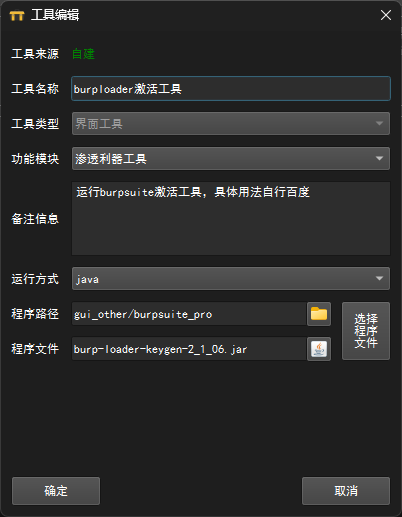 工具编辑
工具来源 自建
工具名称 burploader激活工具
工具类型 界面工具
功能模块 渗透利器工具
备注信息 运行burpsuite激活工具，具体用法自行百度
运行方式 java
程序路径 gui_other/burpsuite_pro
程序文件 burp-loader-keygen-2_1_06.jar
选择
程序
文件
确定 取消